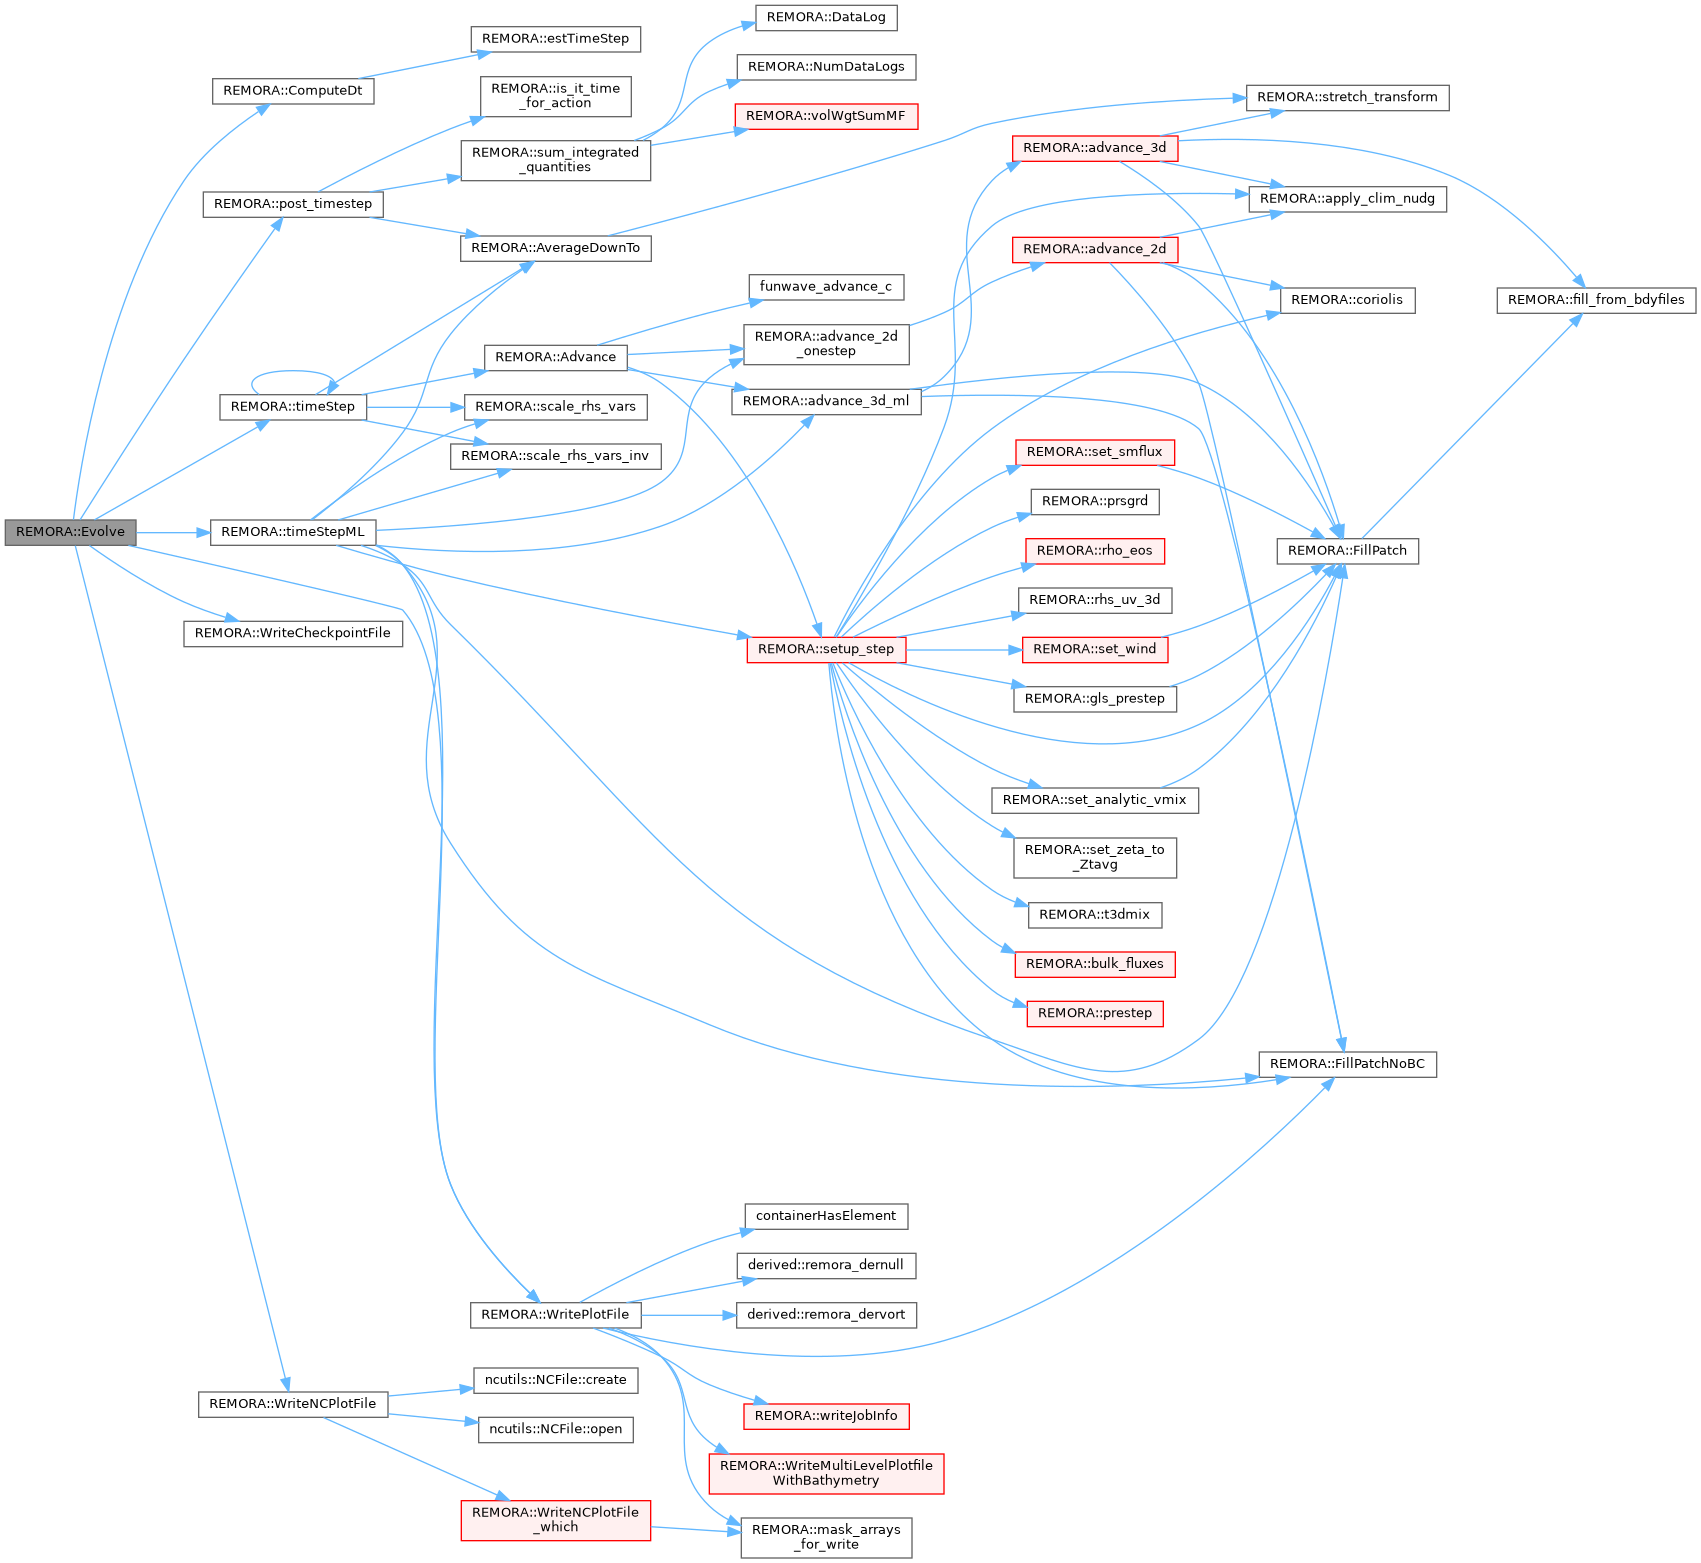 REMORA::Evolve
REMORA::ComputeDt
REMORA::estTimeStep
REMORA::post_timestep
REMORA::is_it_time
_for_action
REMORA::sum_integrated
_quantities
REMORA::DataLog
REMORA::NumDataLogs
REMORA::volWgtSumMF
REMORA::AverageDownTo
REMORA::stretch_transform
REMORA::timeStep
REMORA::Advance
funwave_advance_c
REMORA::advance_2d
_onestep
REMORA::advance_3d_ml
REMORA::scale_rhs_vars
REMORA::scale_rhs_vars_inv
REMORA::timeStepML
REMORA::advance_3d
REMORA::apply_clim_nudg
REMORA::advance_2d
REMORA::coriolis
REMORA::fill_from_bdyfiles
REMORA::set_smflux
REMORA::prsgrd
REMORA::rho_eos
REMORA::FillPatch
REMORA::rhs_uv_3d
REMORA::WriteCheckpointFile
REMORA::setup_step
REMORA::set_wind
REMORA::gls_prestep
REMORA::set_analytic_vmix
REMORA::set_zeta_to
_Ztavg
REMORA::t3dmix
REMORA::bulk_fluxes
REMORA::prestep
REMORA::FillPatchNoBC
containerHasElement
derived::remora_dernull
REMORA::WritePlotFile
derived::remora_dervort
REMORA::WriteNCPlotFile
ncutils::NCFile::create
ncutils::NCFile::open
REMORA::writeJobInfo
REMORA::WriteMultiLevelPlotfile
WithBathymetry
REMORA::WriteNCPlotFile
_which
REMORA::mask_arrays
_for_write